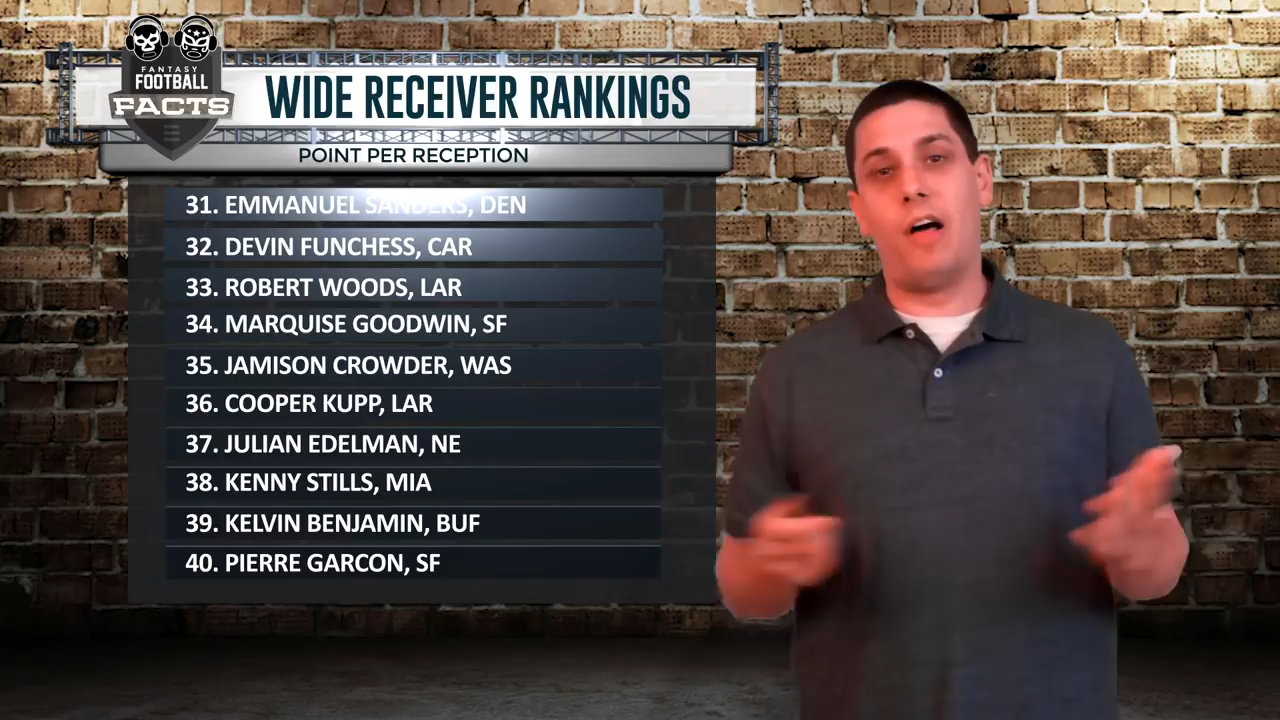 FANTASY
FOOTBALL
FACTS
WIDE RECEIVER RANKINGS
POINT PER RECEPTION
31. EMMANUEL SANDERS, DEN
32. DEVIN FUNCHESS, CAR
33. ROBERT WOODS, LAR
34. MARQUISE GOODWIN, SF
35. JAMISON CROWDER, WAS
36. COOPER KUPP, LAR
37. JULIAN EDELMAN, NE
38. KENNY STILLS, MIA
39. KELVIN BENJAMIN, BUF
40. PIERRE GARCON, SF